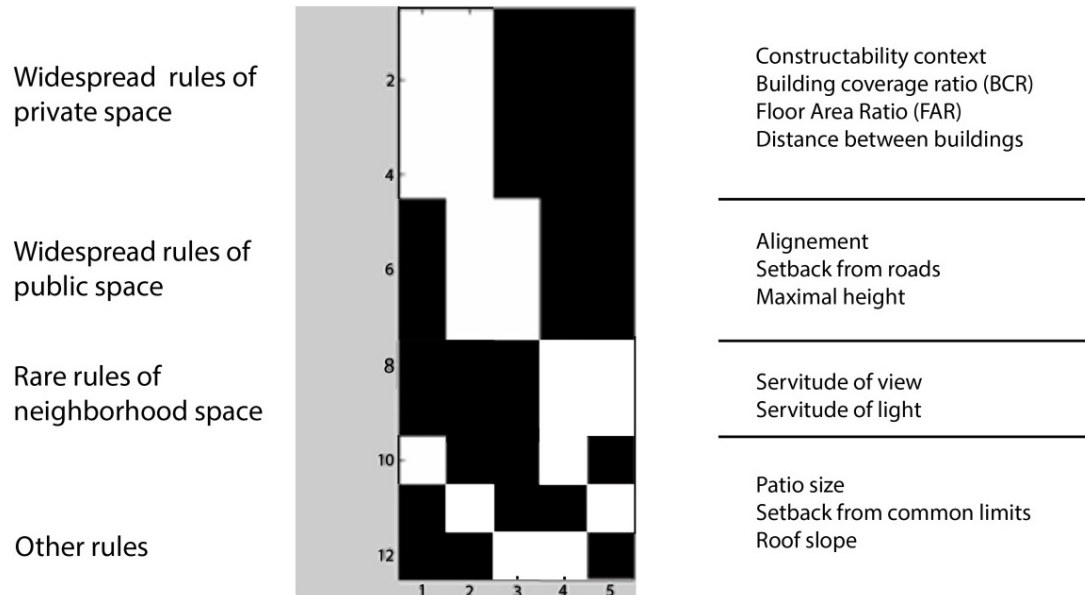 Widespread rules of
private space
Constructability context
Building coverage ratio (BCR)
Floor Area Ratio (FAR)
Distance between buildings
2
4
Widespread rules of
public space
Alignement
Setback from roads
Maximal height
6
Rare rules of
neighborhood space
Servitude of view
Servitude of light
8
10
Other rules
Patio size
Setback from common limits
Roof slope
12
1 2 3 4 5